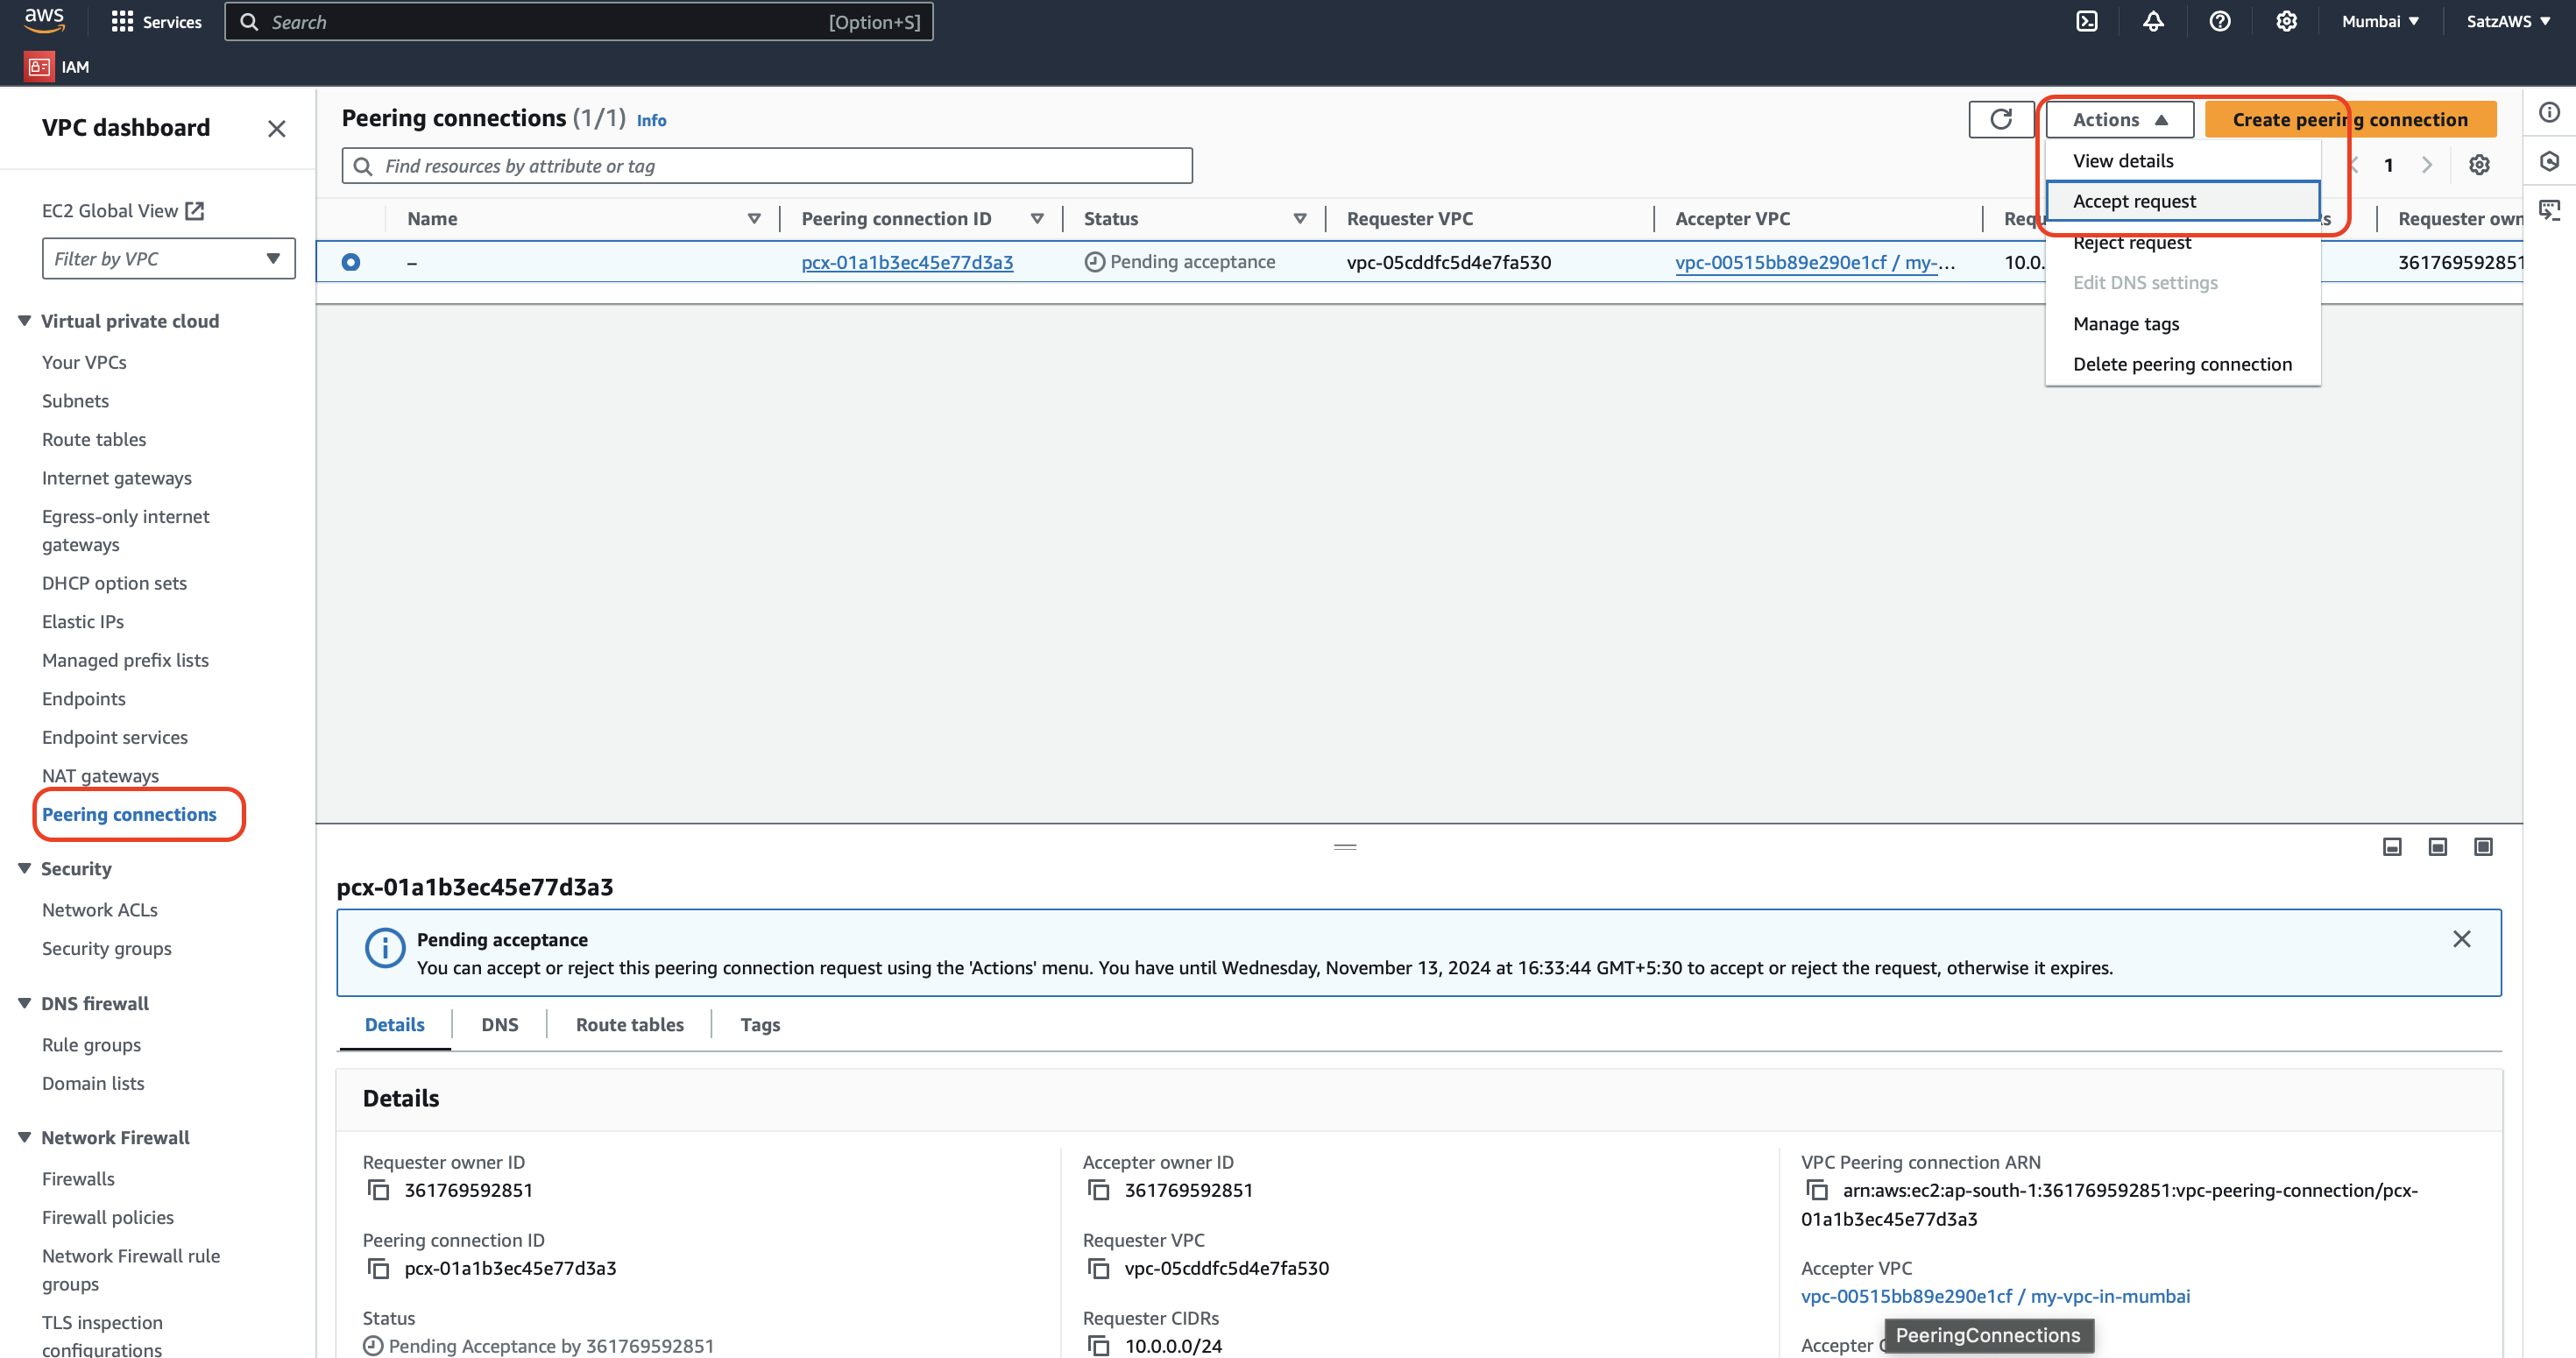 aws
Services
Search
[Option+S]
Mumbai
SatzAWS
IAM
VPC dashboard
EC2 Global View
Filter by VPC
Virtual private cloud
Your VPCs
Subnets
Route tables
Internet gateways
Egress-only internet
gateways
DHCP option sets
Elastic IPs
Managed prefix lists
Endpoints
Endpoint services
NAT gateways
Peering connections
Security
Network ACLs
Security groups
DNS firewall
Rule groups
Domain lists
Network Firewall
Firewalls
Firewall policies
Network Firewall rule
groups
TLS inspection
configurations
Peering connections (1/1) Info
Actions
Create peering connection
Find resources by attribute or tag
1
View details
Accept request
Reject request
Edit DNS settings
Manage tags
Delete peering connection
Name
Peering connection ID
Status
Requester VPC
Accepter VPC
Requester own
–
pcx-01a1b3ec45e77d3a3
Pending acceptance
vpc-05cddfc5d4e7fa530
vpc-00515bb89e290e1cf / my-...
10.0.
361769592851
pcx-01a1b3ec45e77d3a3
Pending acceptance
You can accept or reject this peering connection request using the 'Actions' menu. You have until Wednesday, November 13, 2024 at 16:33:44 GMT+5:30 to accept or reject the request, otherwise it expires.
Details
DNS
Route tables
Tags
Details
Requester owner ID
361769592851
Peering connection ID
pcx-01a1b3ec45e77d3a3
Status
Pending Acceptance by 361769592851
Accepter owner ID
361769592851
Requester VPC
vpc-05cddfc5d4e7fa530
Requester CIDRs
10.0.0.0/24
VPC Peering connection ARN
arn:aws:ec2:ap-south-1:361769592851:vpc-peering-connection/pcx-
01a1b3ec45e77d3a3
Accepter VPC
vpc-00515bb89e290e1cf / my-vpc-in-mumbai
Accepter
PeeringConnections